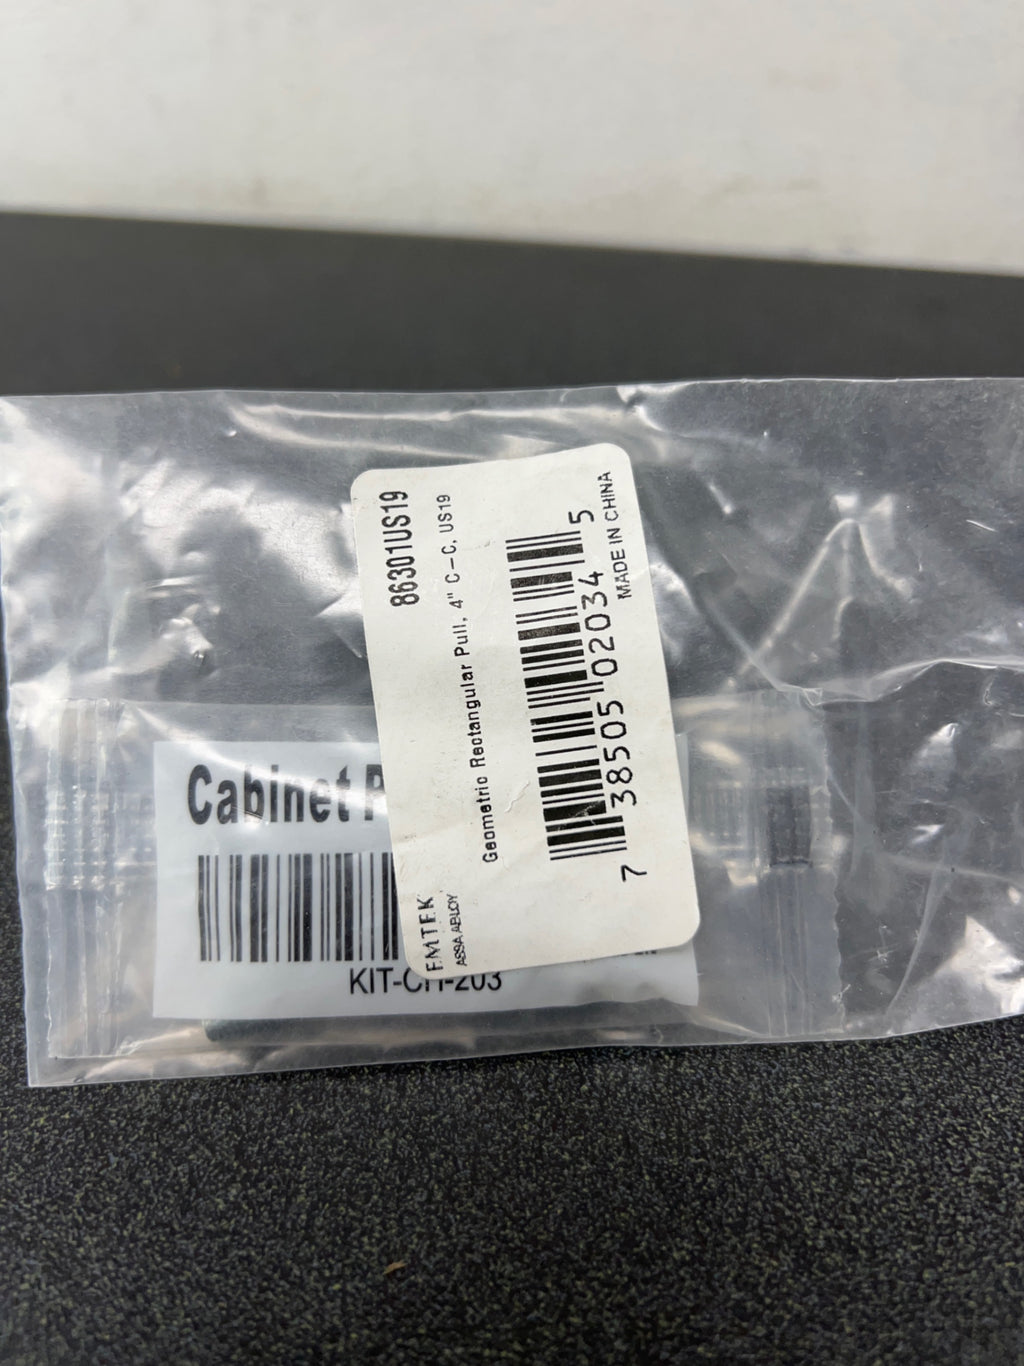 86301US19
Geometric Rectangular Pull, 4" C-C, US19
7 38505 02034 5
MADE IN CHINA
EMTEK
ASSA ABLOY
Cabinet
KIT-CH-203